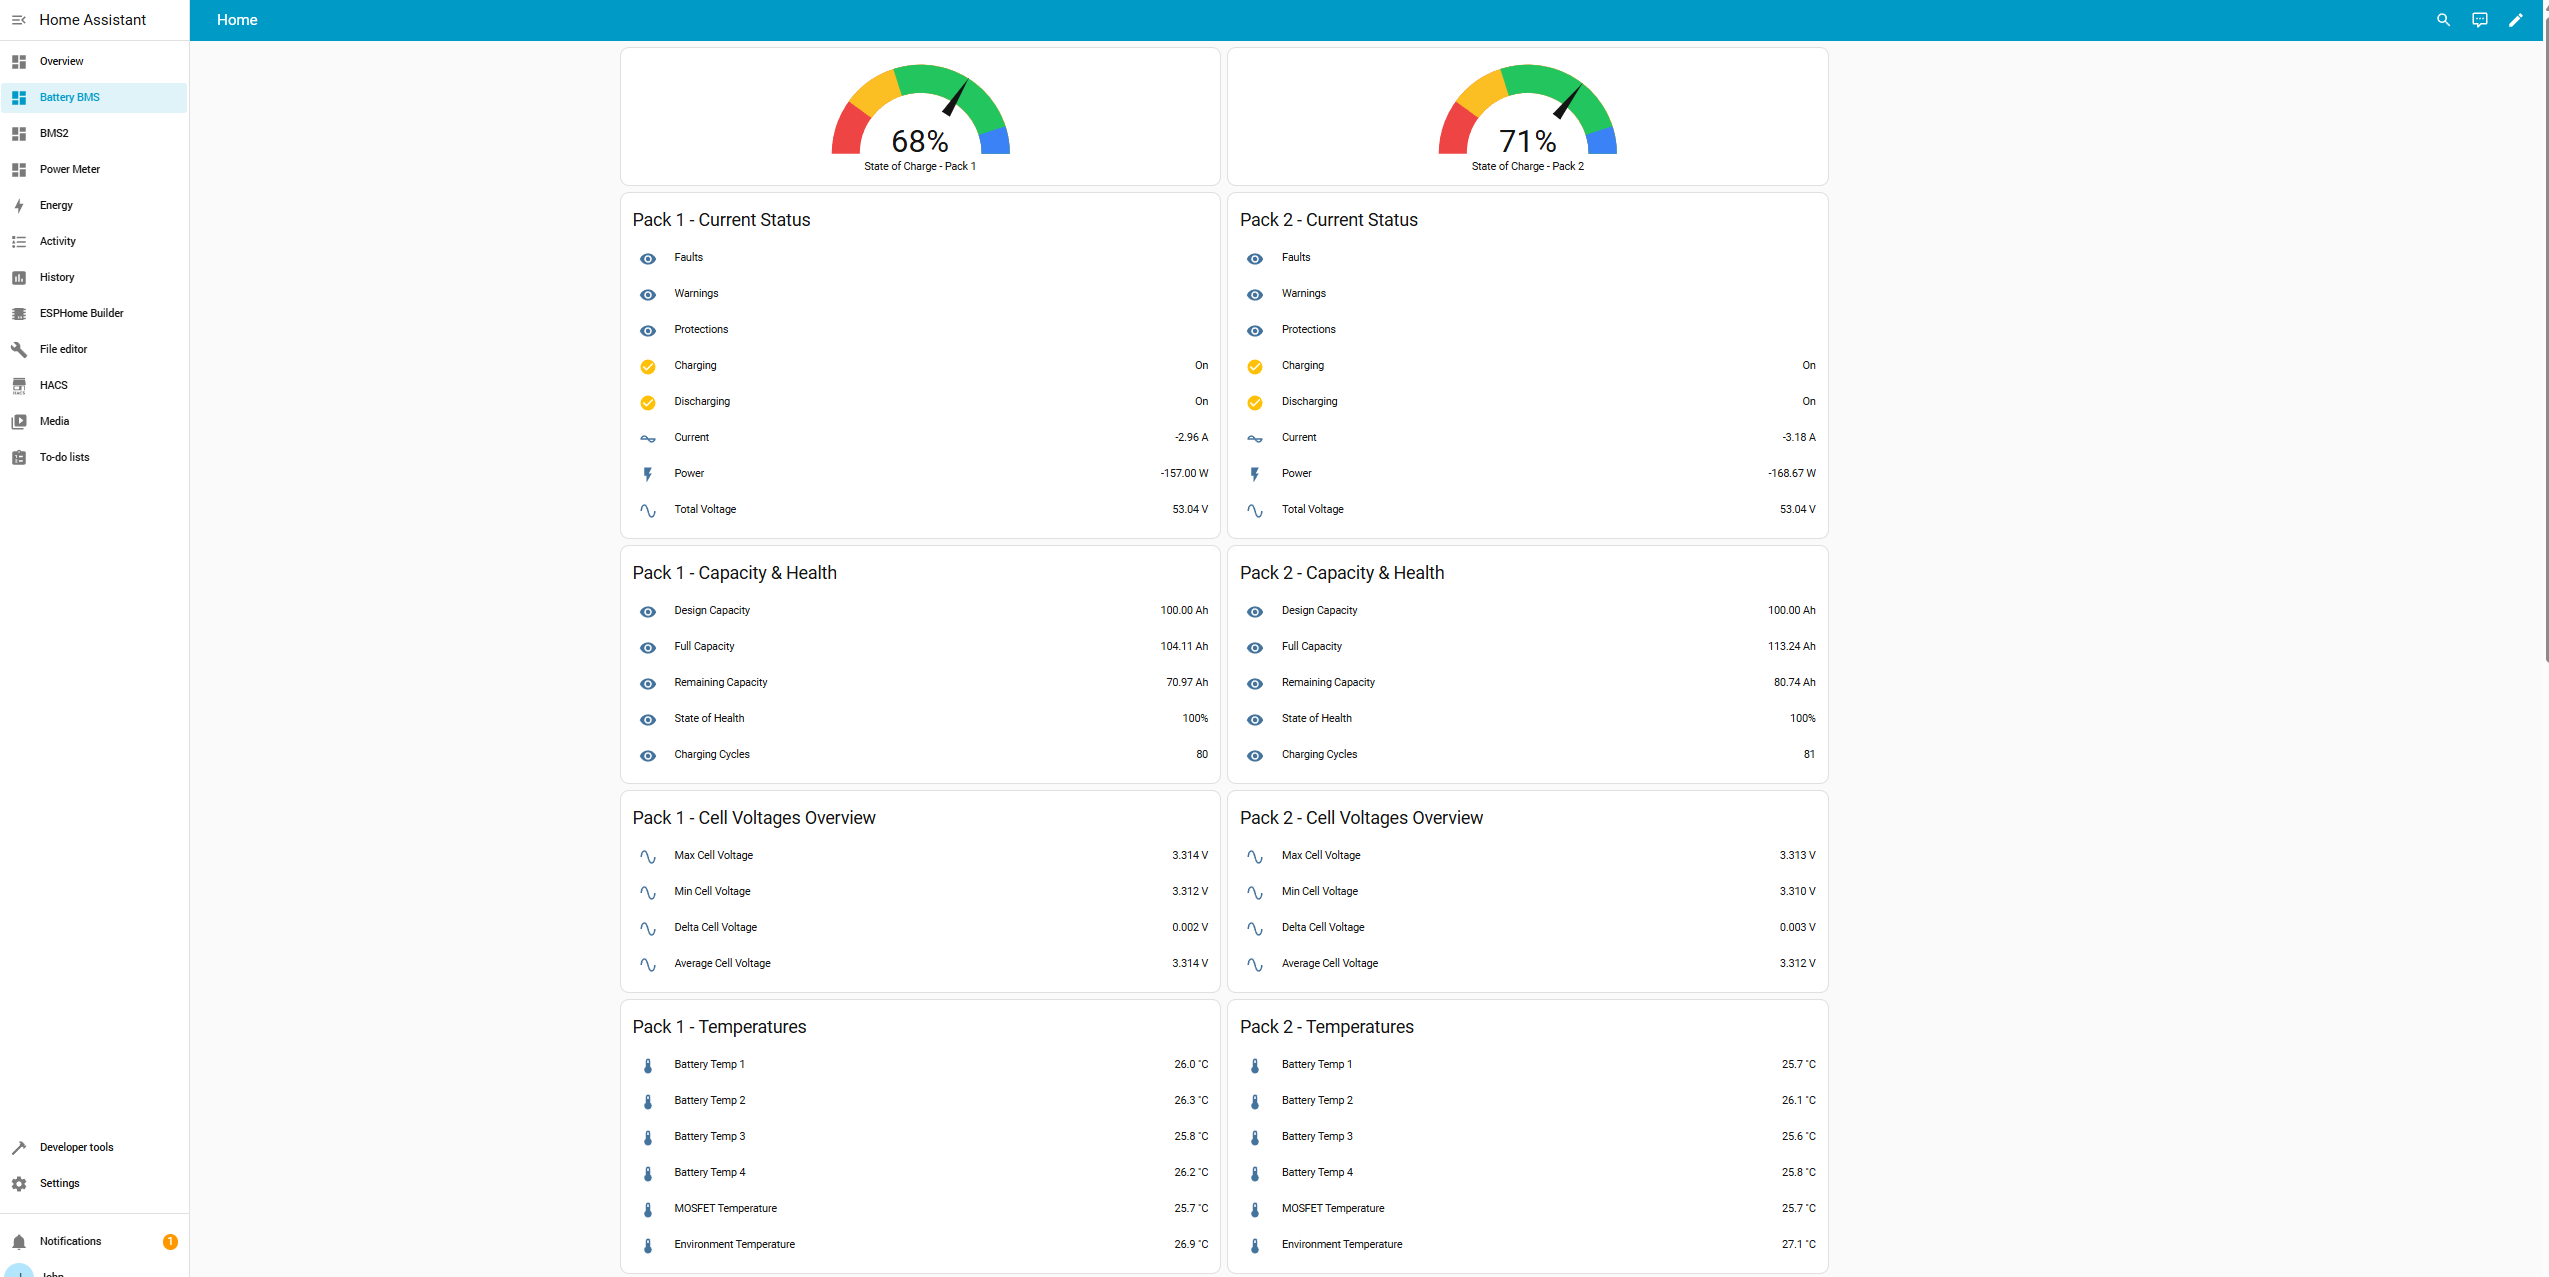 Home Assistant
Overview
Battery BMS
BMS2
Power Meter
Energy
Activity
History
ESPHome Builder
File editor
HACS
HACS
Media
To-do lists
Developer tools
Settings
Notifications
1
John
Home
68%
State of Charge - Pack 1
71%
State of Charge - Pack 2
Pack 1 - Current Status
Faults
Warnings
Protections
Charging On
Discharging On
Current -2.96 A
Power -157.00 W
Total Voltage 53.04 V
Pack 2 - Current Status
Faults
Warnings
Protections
Charging On
Discharging On
Current -3.18 A
Power -168.67 W
Total Voltage 53.04 V
Pack 1 - Capacity & Health
Design Capacity 100.00 Ah
Full Capacity 104.11 Ah
Remaining Capacity 70.97 Ah
State of Health 100%
Charging Cycles 80
Pack 2 - Capacity & Health
Design Capacity 100.00 Ah
Full Capacity 113.24 Ah
Remaining Capacity 80.74 Ah
State of Health 100%
Charging Cycles 81
Pack 1 - Cell Voltages Overview
Max Cell Voltage 3.314 V
Min Cell Voltage 3.312 V
Delta Cell Voltage 0.002 V
Average Cell Voltage 3.314 V
Pack 2 - Cell Voltages Overview
Max Cell Voltage 3.313 V
Min Cell Voltage 3.310 V
Delta Cell Voltage 0.003 V
Average Cell Voltage 3.312 V
Pack 1 - Temperatures
Battery Temp 1 26.0 °C
Battery Temp 2 26.3 °C
Battery Temp 3 25.8 °C
Battery Temp 4 26.2 °C
MOSFET Temperature 25.7 °C
Environment Temperature 26.9 °C
Pack 2 - Temperatures
Battery Temp 1 25.7 °C
Battery Temp 2 26.1 °C
Battery Temp 3 25.6 °C
Battery Temp 4 25.8 °C
MOSFET Temperature 25.7 °C
Environment Temperature 27.1 °C